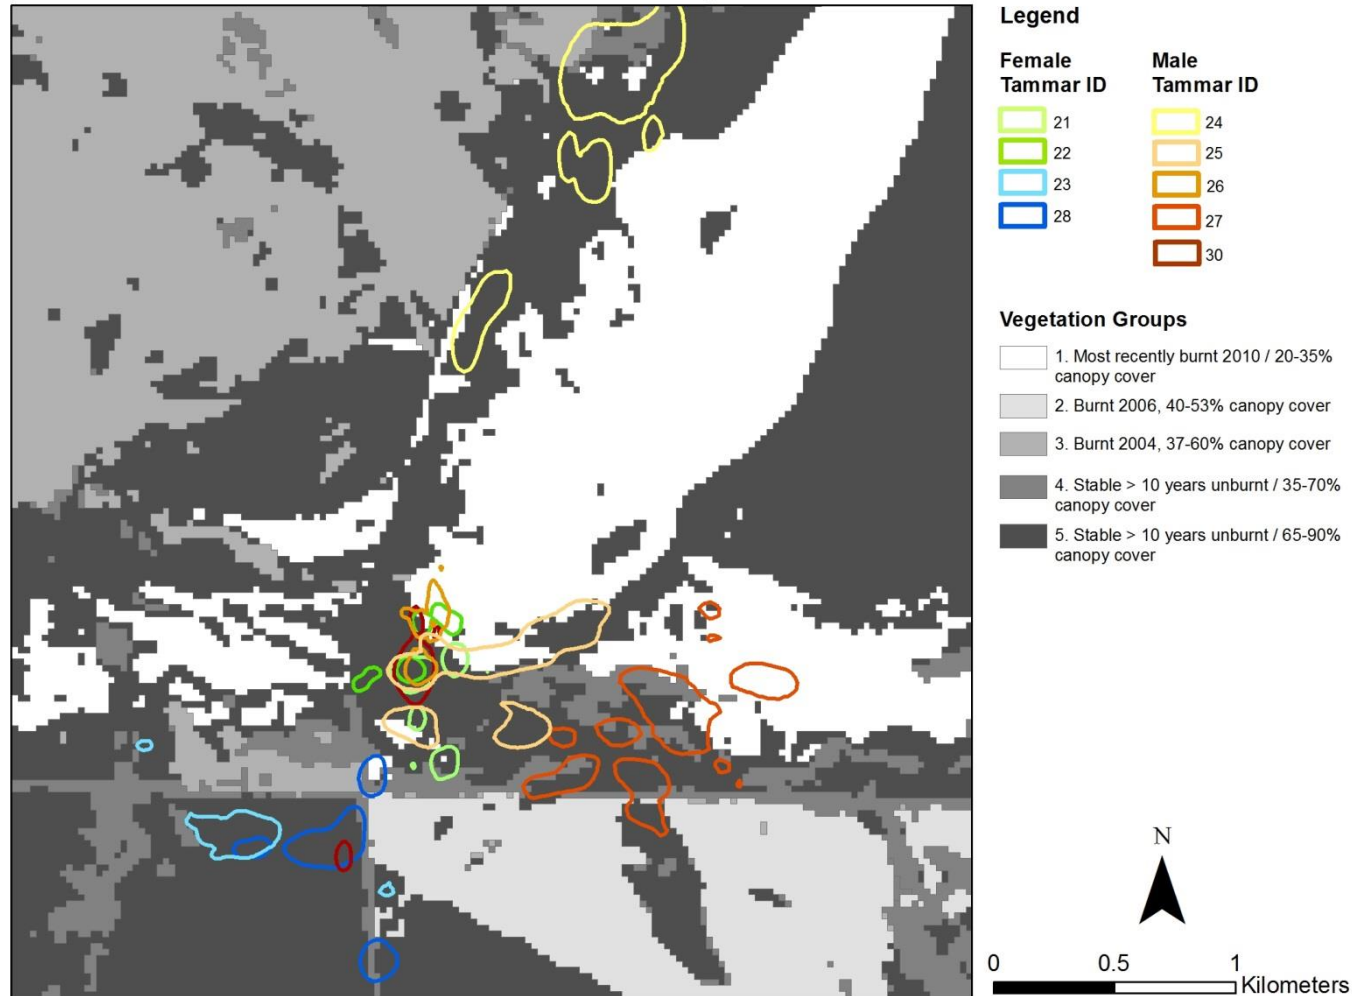 Legend
Female
Tammar ID
21
22
23
28
Male
Tammar ID
24
25
26
27
30
Vegetation Groups
1. Most recently burnt 2010 / 20-35%
canopy cover
2. Burnt 2006, 40-53% canopy cover
3. Burnt 2004, 37-60% canopy cover
4. Stable > 10 years unburnt / 35-70%
canopy cover
5. Stable > 10 years unburnt / 65-90%
canopy cover
N
0 0.5 1
Kilometers